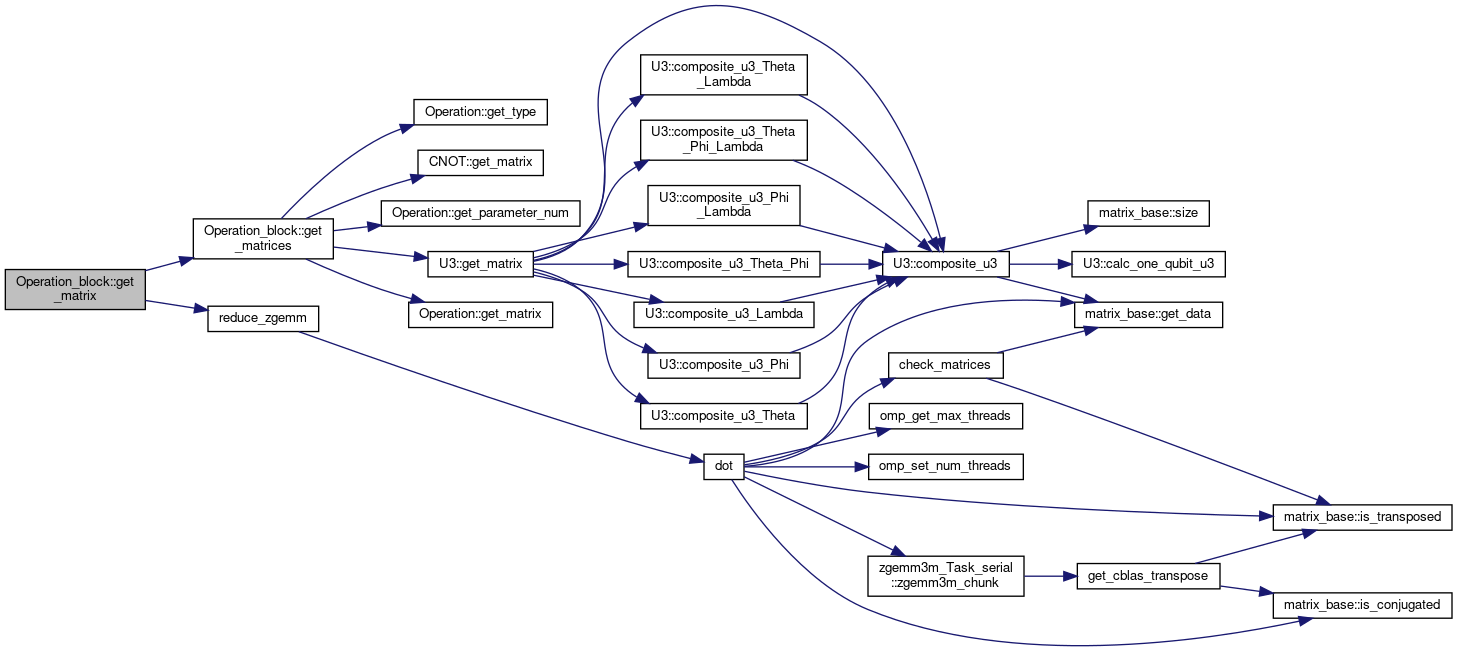 Operation_block::get
_matrix
Operation_block::get
_matrices
reduce_zgemm
Operation::get_type
CNOT::get_matrix
Operation::get_parameter_num
U3::get_matrix
Operation::get_matrix
U3::composite_u3_Theta
_Lambda
U3::composite_u3_Theta
_Phi_Lambda
U3::composite_u3_Phi
_Lambda
U3::composite_u3_Theta_Phi
U3::composite_u3_Lambda
U3::composite_u3_Phi
U3::composite_u3_Theta
dot
U3::composite_u3
check_matrices
omp_get_max_threads
omp_set_num_threads
zgemm3m_Task_serial
::zgemm3m_chunk
matrix_base::size
U3::calc_one_qubit_u3
matrix_base::get_data
get_cblas_transpose
matrix_base::is_transposed
matrix_base::is_conjugated